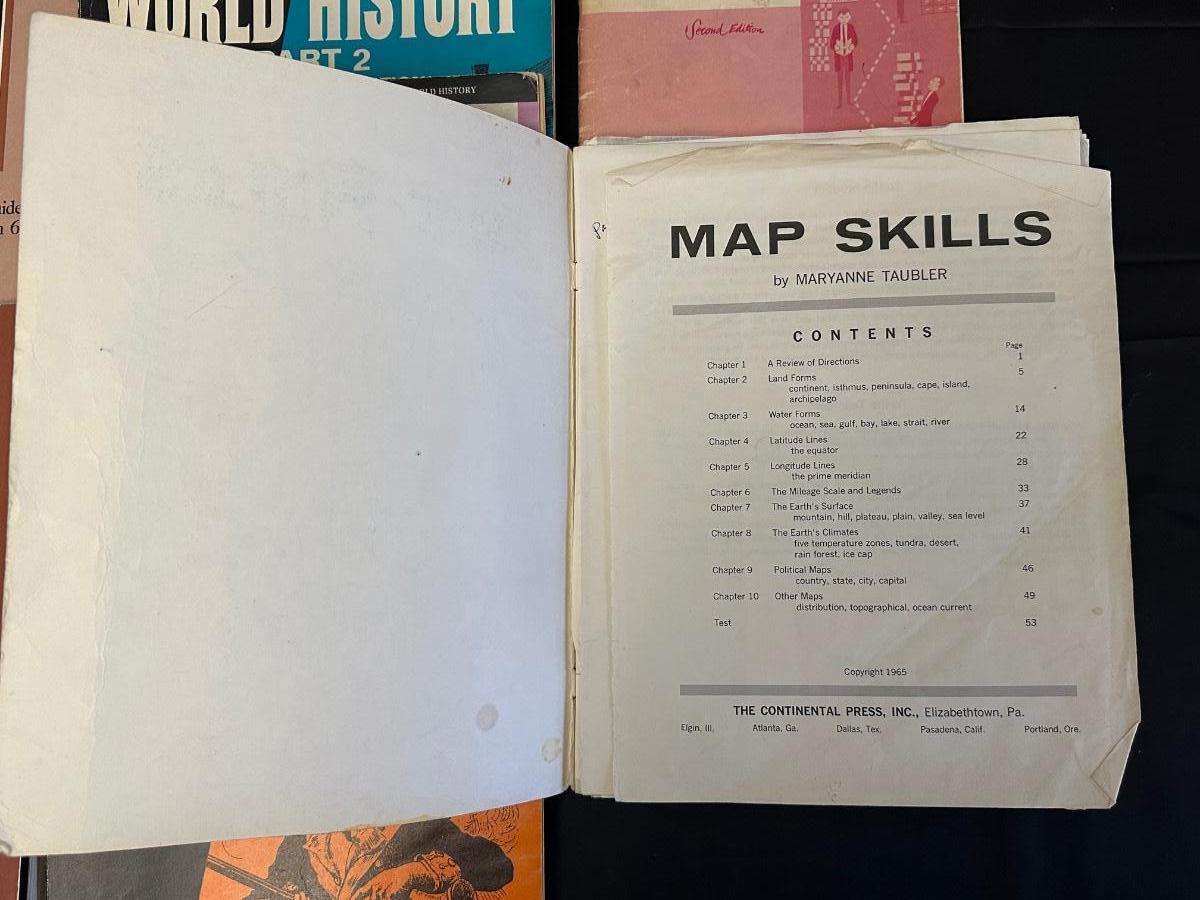 WORLD HISTORY
PART 2
WORLD HISTORY
Second Edition
MAP SKILLS
by MARYANNE TAUBLER
CONTENTS
Page
Chapter 1 A Review of Directions 1
Chapter 2 Land Forms 5
continent, isthmus, peninsula, cape, island,
archipelago
Chapter 3 Water Forms 14
ocean, sea, gulf, bay, lake, strait, river
Chapter 4 Latitude Lines 22
the equator
Chapter 5 Longitude Lines 28
the prime meridian
Chapter 6 The Mileage Scale and Legends 33
Chapter 7 The Earth's Surface 37
mountain, hill, plateau, plain, valley, sea level
Chapter 8 The Earth's Climates 41
five temperature zones, tundra, desert,
rain forest, ice cap
Chapter 9 Political Maps 46
country, state, city, capital
Chapter 10 Other Maps 49
distribution, topographical, ocean current
Test 53
Copyright 1965
THE CONTINENTAL PRESS, INC., Elizabethtown, Pa.
Elgin, Ill. Atlanta, Ga. Dallas, Tex. Pasadena, Calif. Portland, Ore.